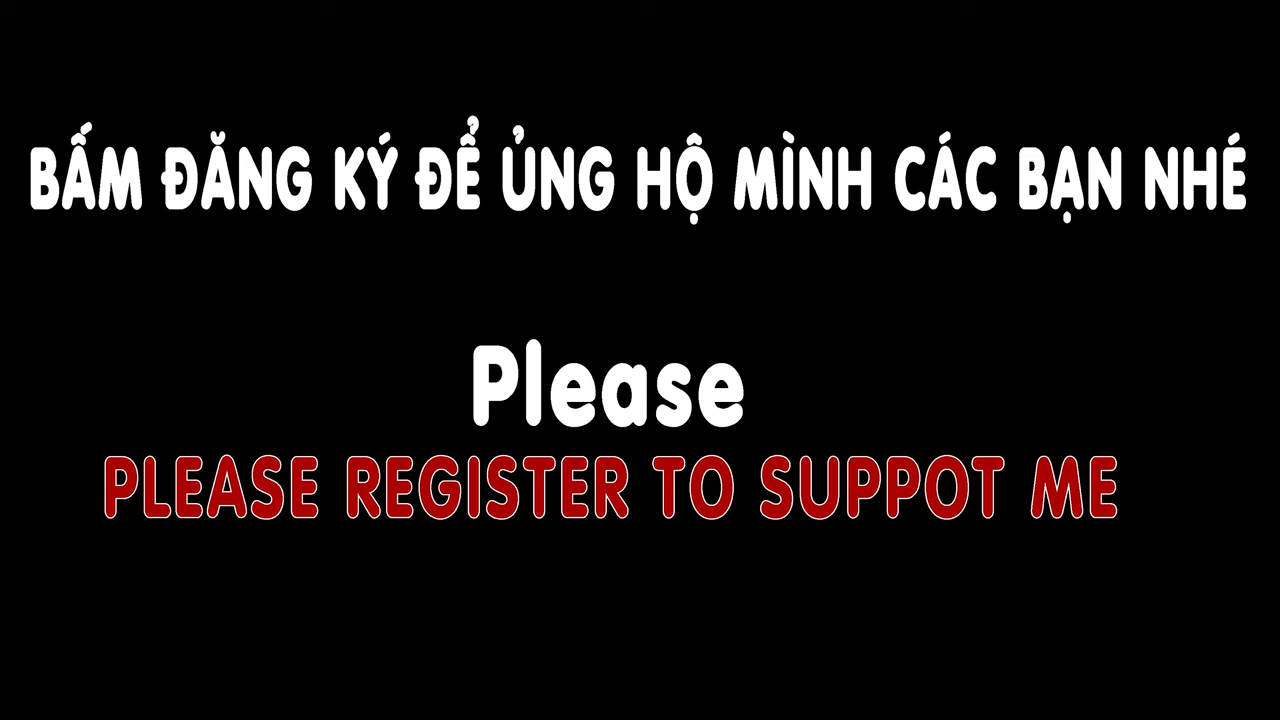 BẤM ĐĂNG KÝ ĐỂ ỦNG HỘ MÌNH CÁC BẠN NHÉ
Please
PLEASE REGISTER TO SUPPOT ME